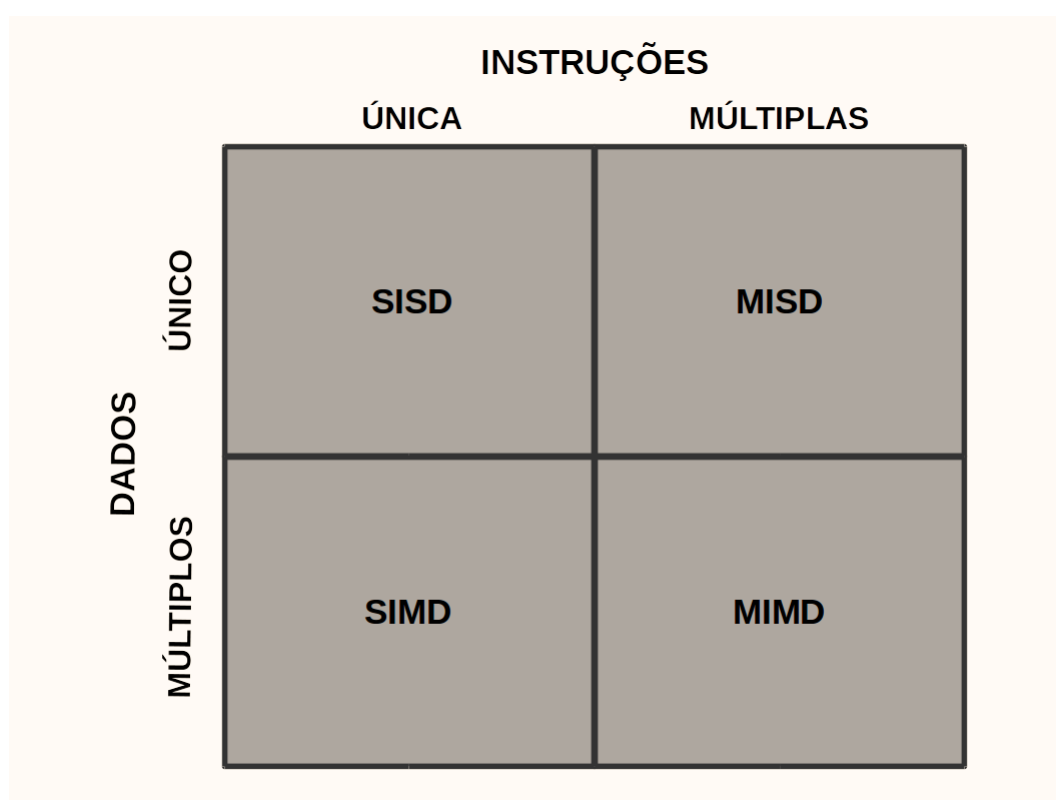 INSTRUÇÕES
ÚNICA MÚLTIPLAS
DADOS
ÚNICO
SISD MISD
MÚLTIPLOS
SIMD MIMD